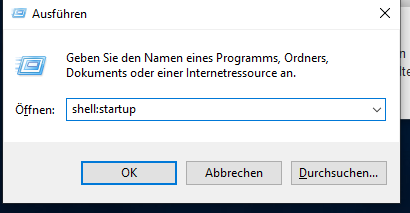 Ausführen
Geben Sie den Namen eines Programms, Ordners,
Dokuments oder einer Internetressource an.
Öffnen: shell:startup
OK Abbrechen Durchsuchen...